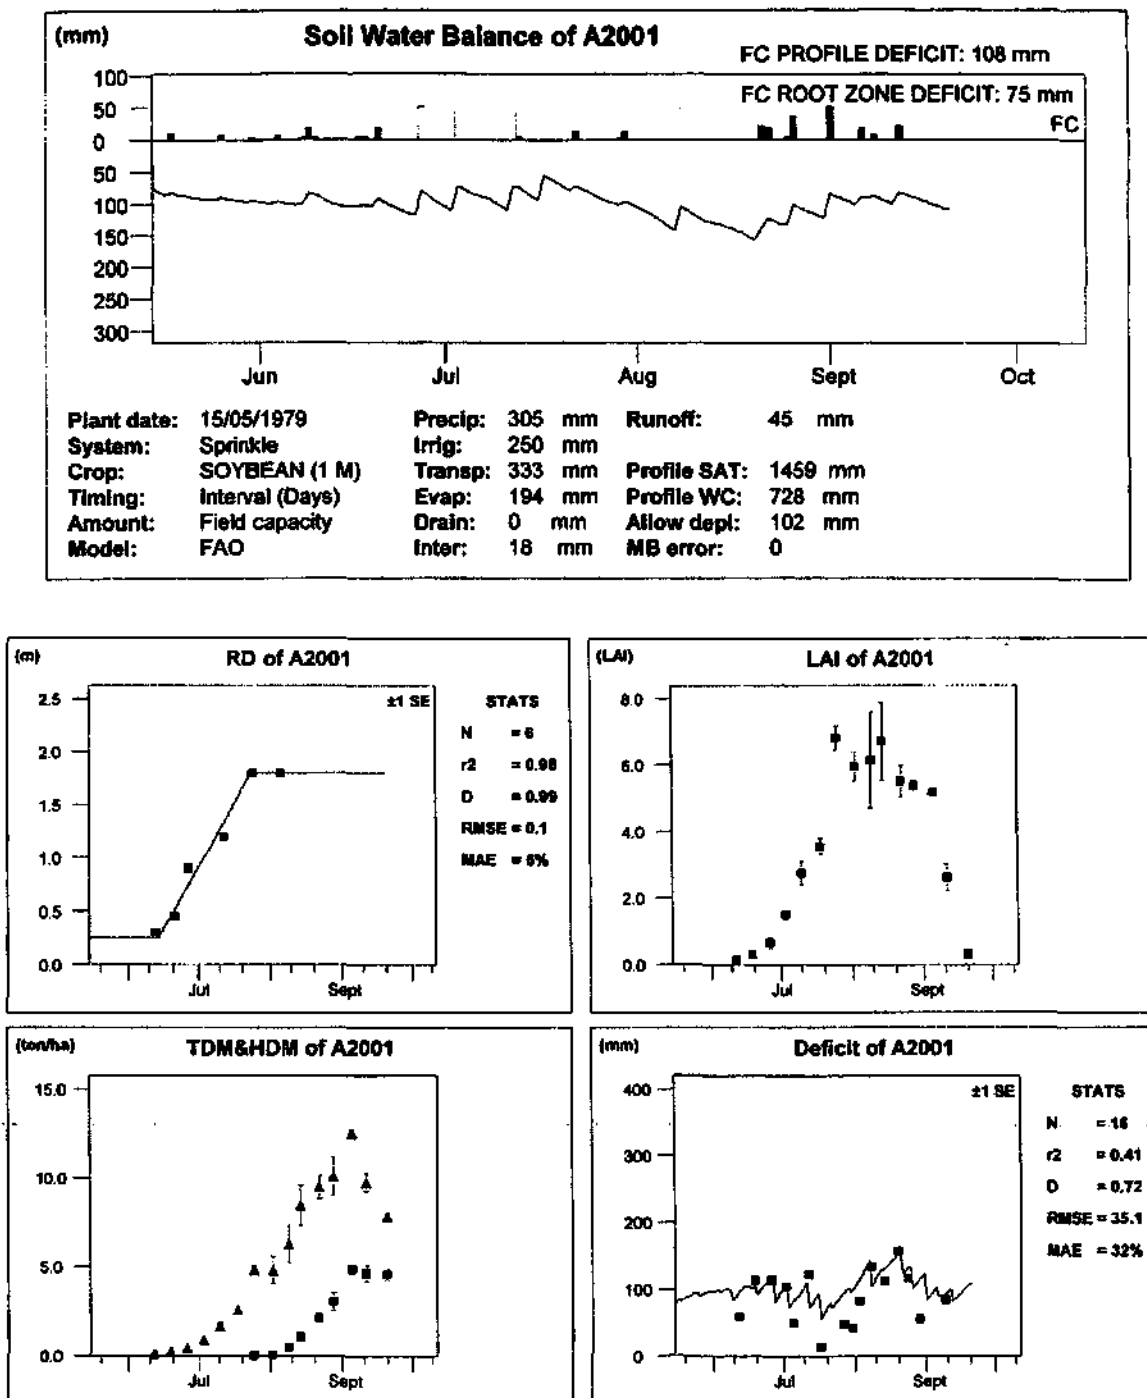 (mm) Soil Water Balance of A2001
FC PROFILE DEFICIT: 108 mm
FC ROOT ZONE DEFICIT: 75 mm
FC
100
50
0
50
100
150
200
250
300
Jun Jul Aug Sept Oct
Plant date: 15/05/1979 Precip: 305 mm Runoff: 45 mm
System: Sprinkle Irrig: 250 mm
Crop: SOYBEAN (1 M) Transp: 333 mm Profile SAT: 1459 mm
Timing: Interval (Days) Evap: 194 mm Profile WC: 728 mm
Amount: Field capacity Drain: 0 mm Allow depl: 102 mm
Model: FAO Inter: 18 mm MB error: 0
(m) RD of A2001
±1 SE
2.5
2.0
1.5
1.0
0.5
0.0
Jul Sept
STATS
N = 6
r2 = 0.98
D = 0.99
RMSE = 0.1
MAE = 6%
(LAI) LAI of A2001
8.0
6.0
4.0
2.0
0.0
Jul Sept
(ton/ha) TDM&HDM of A2001
15.0
10.0
5.0
0.0
Jul Sept
(mm) Deficit of A2001
±1 SE
400
300
200
100
0
Jul Sept
STATS
N = 16
r2 = 0.41
D = 0.72
RMSE = 35.1
MAE = 32%